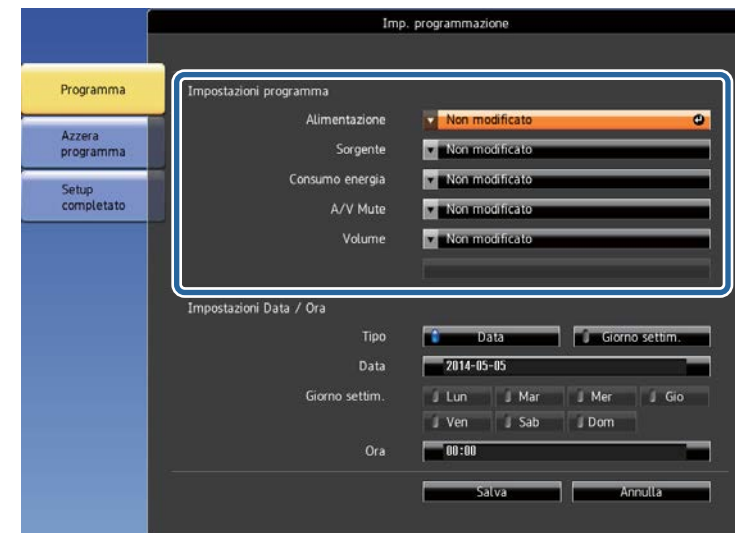 Imp. programmazione
Programma
Azzera
programma
Setup
completato
Impostazioni programma
Alimentazione Non modificato
Sorgente Non modificato
Consumo energia Non modificato
A/V Mute Non modificato
Volume Non modificato
Impostazioni Data / Ora
Tipo Data Giorno settim.
Data 2014-05-05
Giorno settim. Lun Mar Mer Gio
Ven Sab Dom
Ora 00:00
Salva Annulla